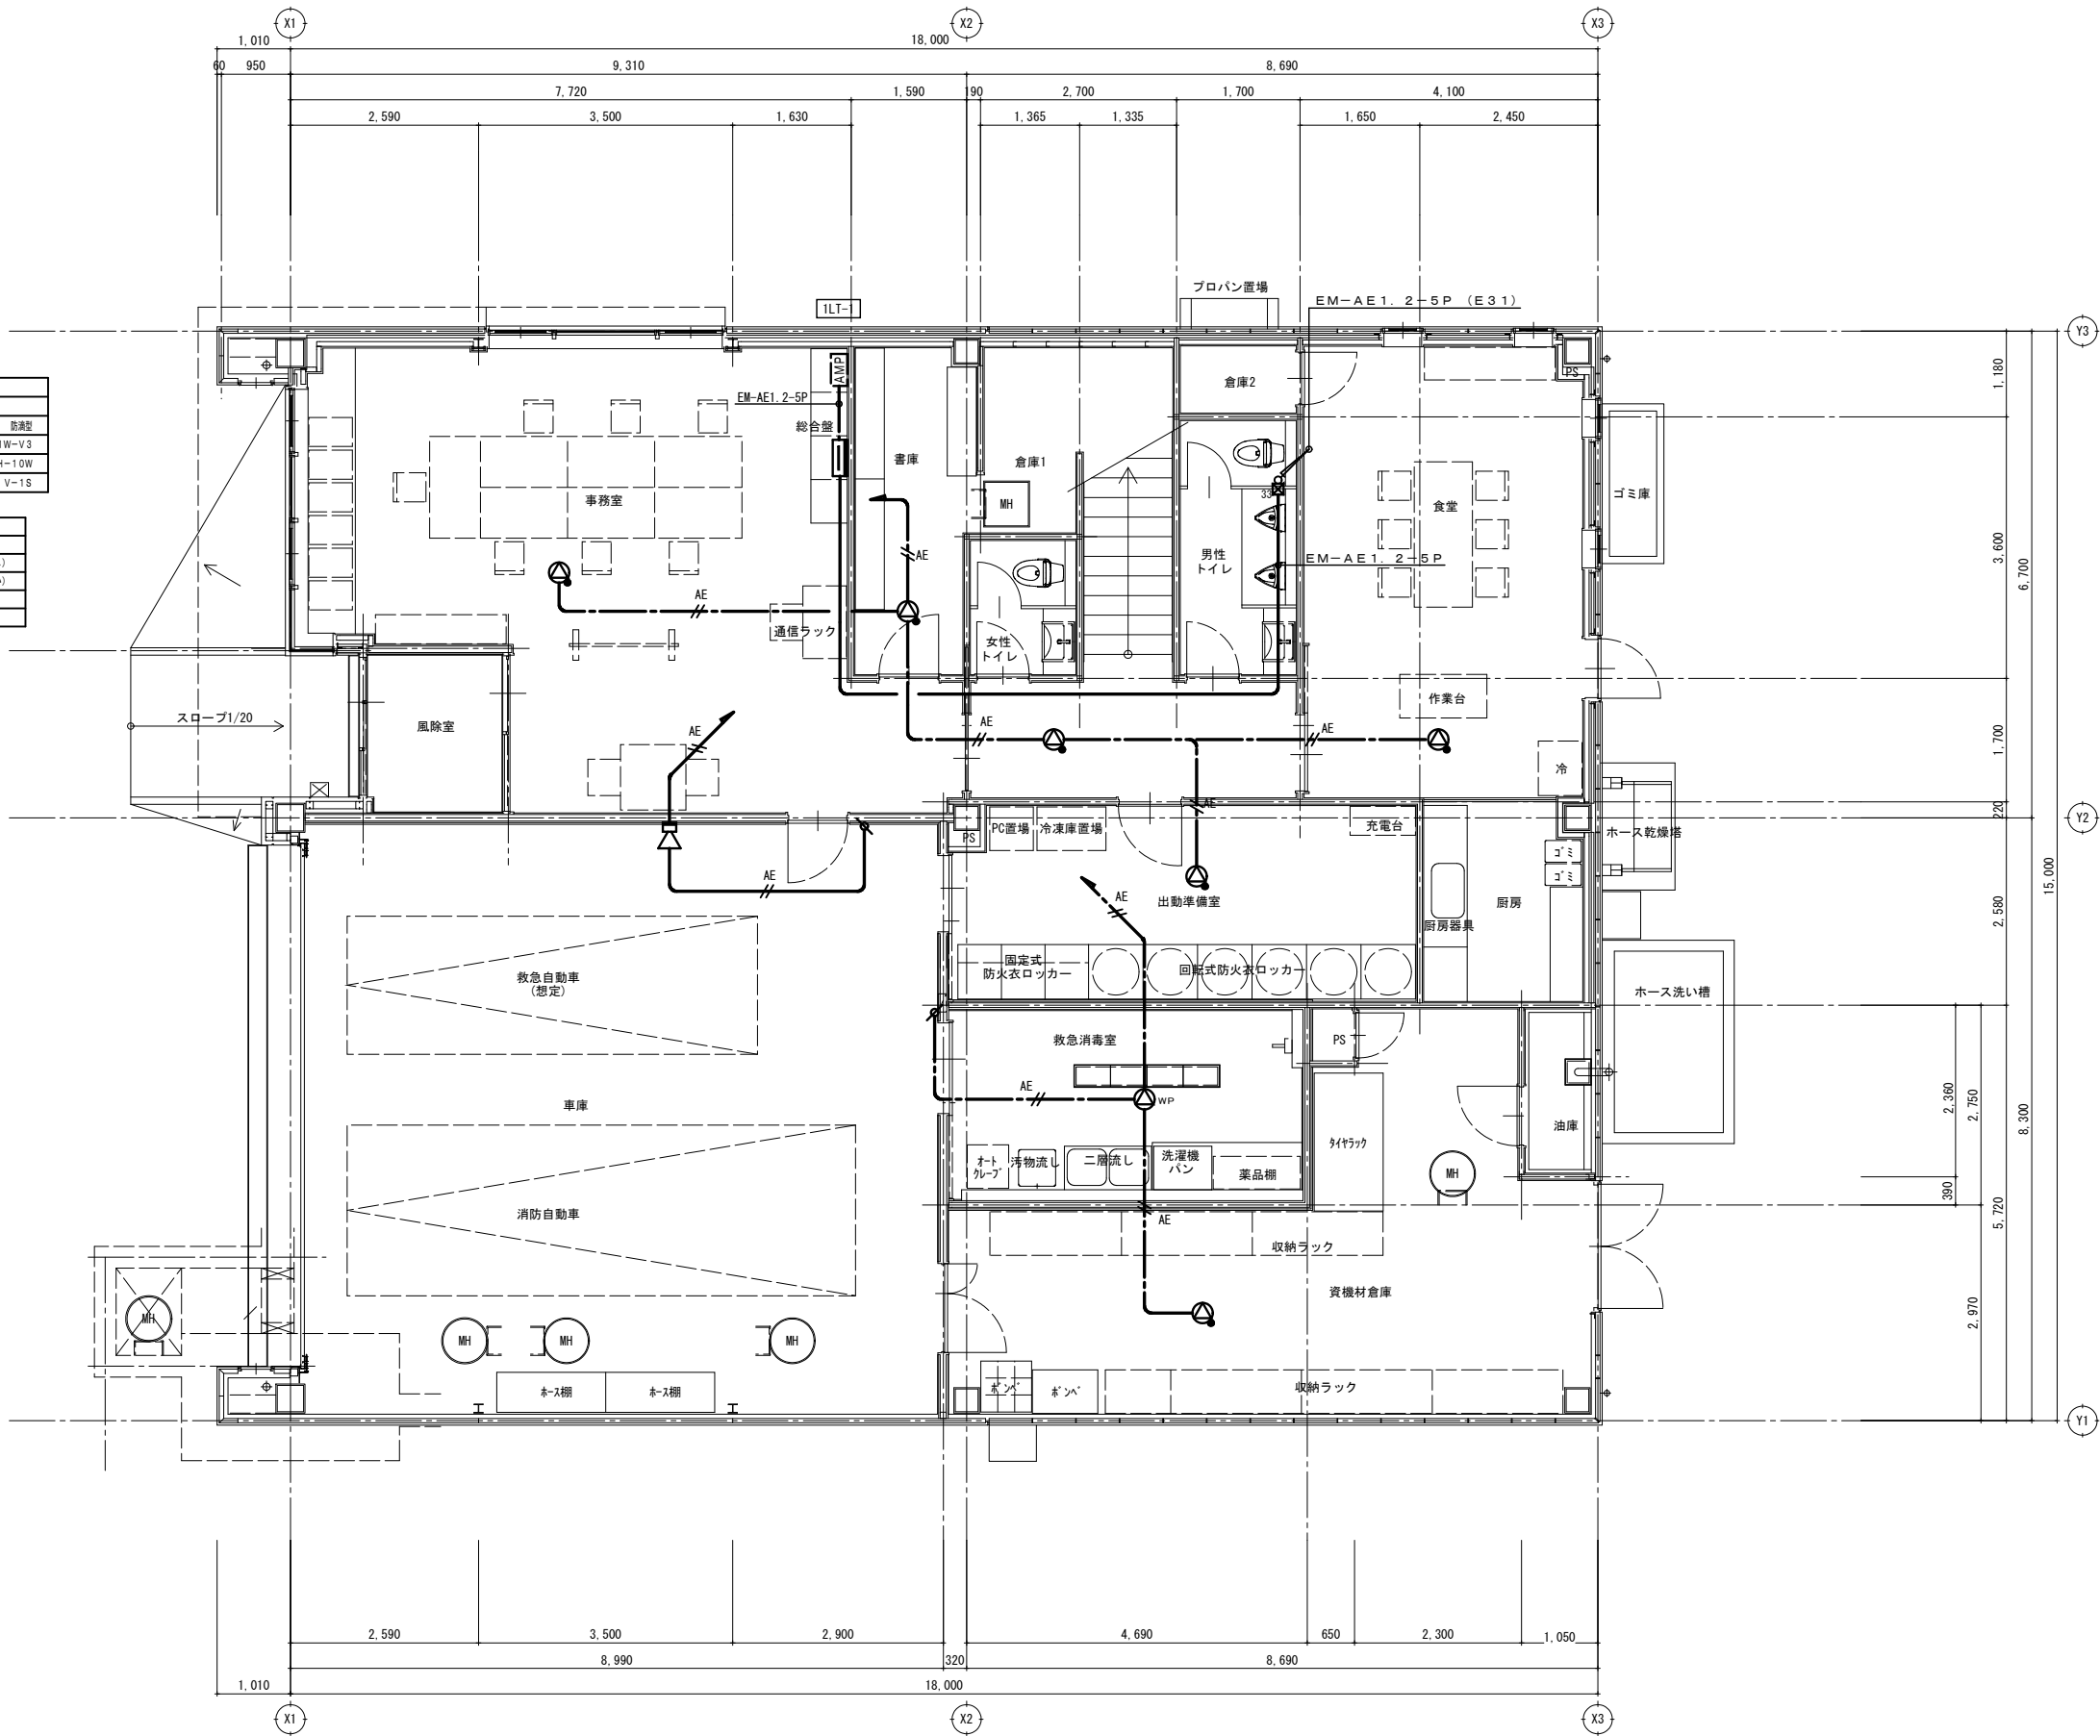 X1
X2
X3
1,010
18,000
60
950
9,310
8,690
7,720
1,590
190
2,700
1,700
4,100
2,590
3,500
1,630
1,365
1,335
1,650
2,450
プロパン置場
1LT-1
EM-AE1.2-5P (E31)
Y3
防滴型
1W-V3
H-10W
V-1S
AMP
EM-AE1.2-5P
総合盤
倉庫2
PS
1,180
書庫
倉庫1
事務室
MH
33
食堂
ゴミ庫
AE
男性
トイレ
EM-AE1.2-5P
3,600
6,700
AE
通信ラック
女性
トイレ
作業台
スロープ1/20
風除室
AE
AE
AE
冷
1,700
AE
PS
PC置場
冷凍庫置場
充電台
ホース乾燥塔
220
Y2
ゴミ
ゴミ
15,000
AE
AE
出動準備室
厨房
厨房器具
2,580
救急自動車
(想定)
固定式
防火衣ロッカー
回転式防火衣ロッカー
ホース洗い槽
救急消毒室
PS
AE
WP
車庫
油庫
2,360
2,750
8,300
タイヤラック
オート
クレーブ
汚物流し
二層流し
洗濯機
パン
薬品棚
MH
390
消防自動車
AE
収納ラック
5,720
資機材倉庫
2,970
MH
MH
MH
MH
ホース棚
ホース棚
ボンベ
ボンベ
収納ラック
Y1
2,590
3,500
2,900
4,690
650
2,300
1,050
8,990
320
8,690
1,010
18,000
X1
X2
X3